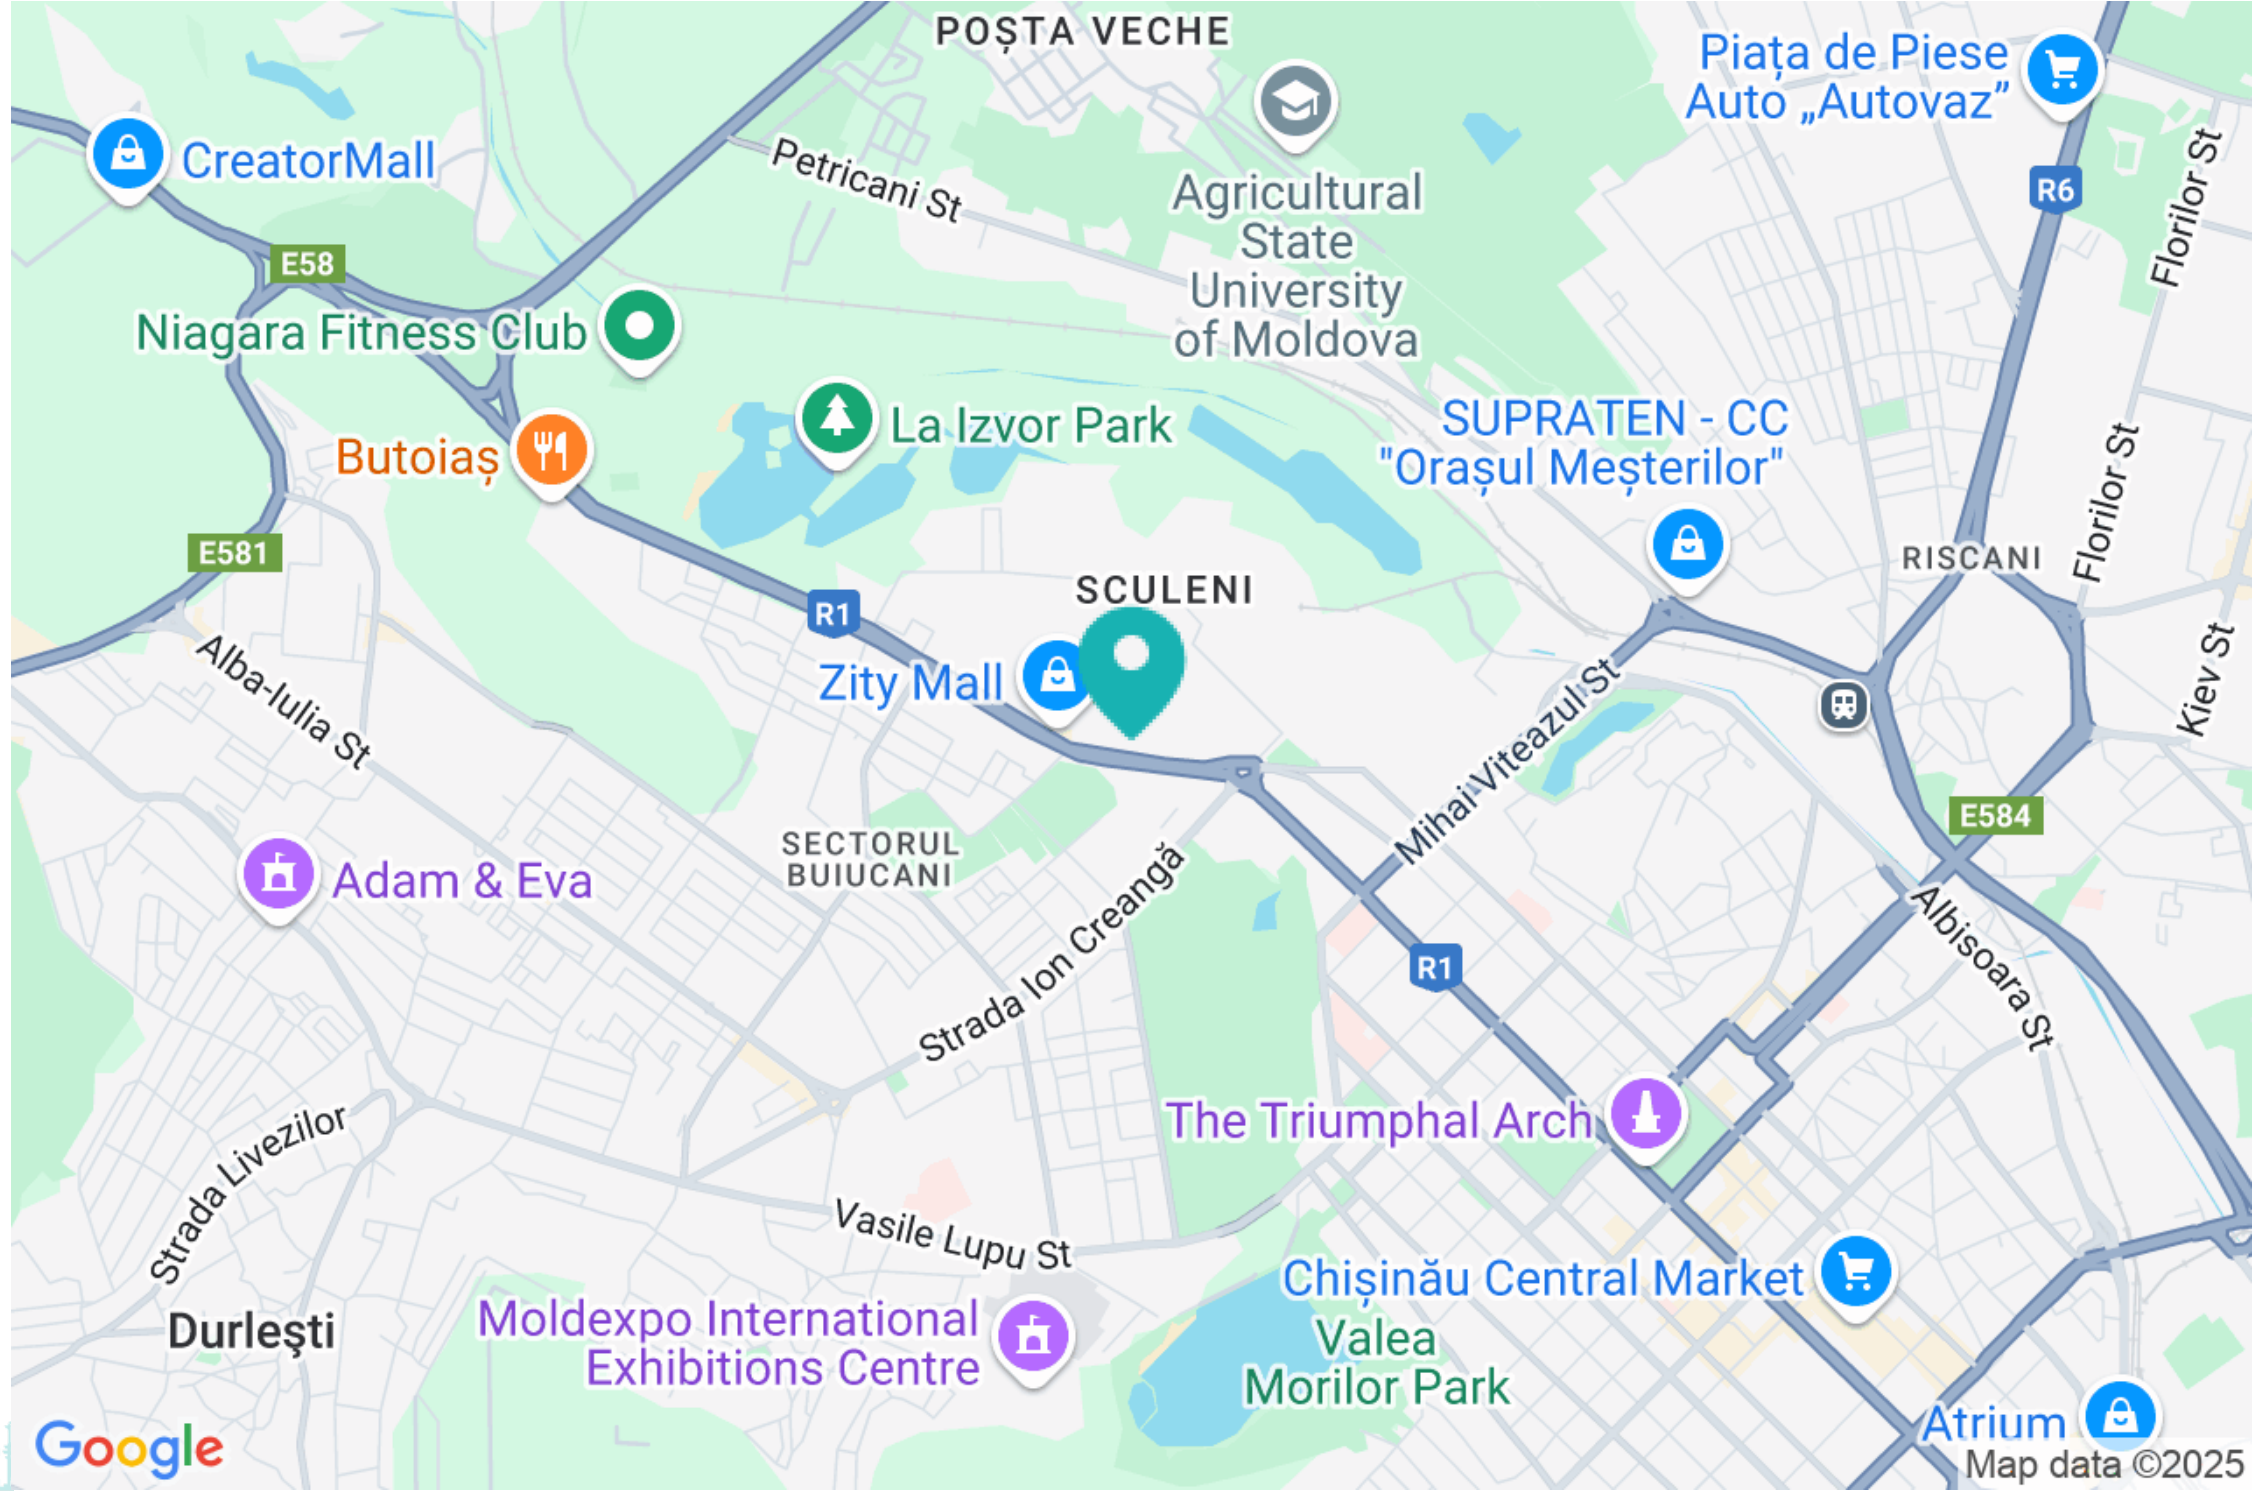 POȘTA VECHE
Piața de Piese
Auto „Autovaz”
CreatorMall
Petricani St
Agricultural
State
University
of Moldova
R6
Florilor St
E58
Niagara Fitness Club
La Izvor Park
Butoiaș
SUPRATEN - CC
"Orașul Meșterilor"
Florilor St
E581
RISCANI
SCULENI
R1
Zity Mall
Alba-Iulia St
Mihai Viteazul St
Kiev St
E584
SECTORUL
BUIUCANI
Adam & Eva
Strada Ion Creangă
R1
Albisoara St
The Triumphal Arch
Strada Livezilor
Vasile Lupu St
Chișinău Central Market
Durleşti
Moldexpo International
Exhibitions Centre
Valea
Morilor Park
Atrium
Google
Map data ©2025